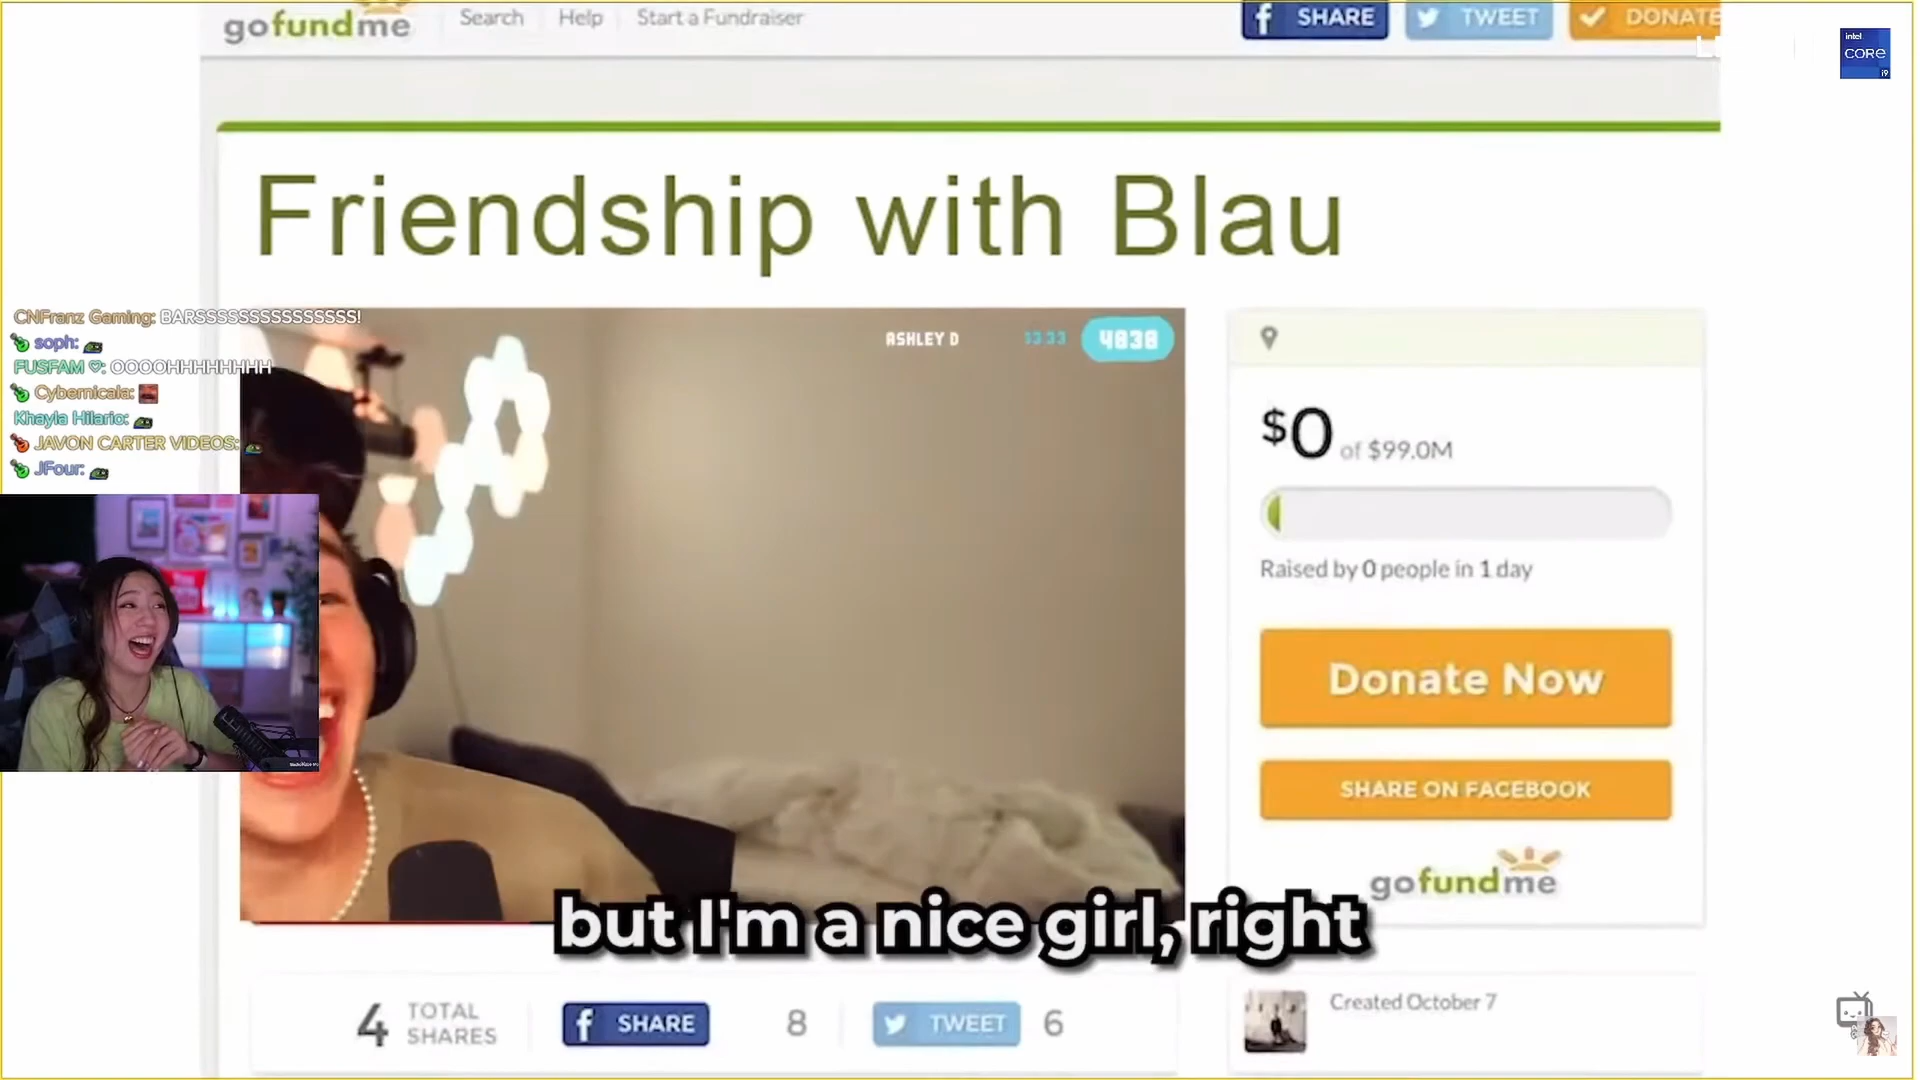 gofundme
Search
Help
Start a Fundraiser
SHARE
TWEET
DONATE
intel
CORE
i9
Friendship with Blau
CNFranz Gaming: BARSSSSSSSSSSSSSSS!
soph:
FUSFAM ♡: OOOOHHHHHHHH
Cybernicala:
Khayla Hilario:
JAVON CARTER VIDEOS:
JFour:
ASHLEY D
13:33
4838
$0 of $99.0M
Raised by 0 people in 1 day
Donate Now
SHARE ON FACEBOOK
gofundme
but I'm a nice girl, right
4 TOTAL
SHARES
SHARE
8
TWEET
6
Created October 7